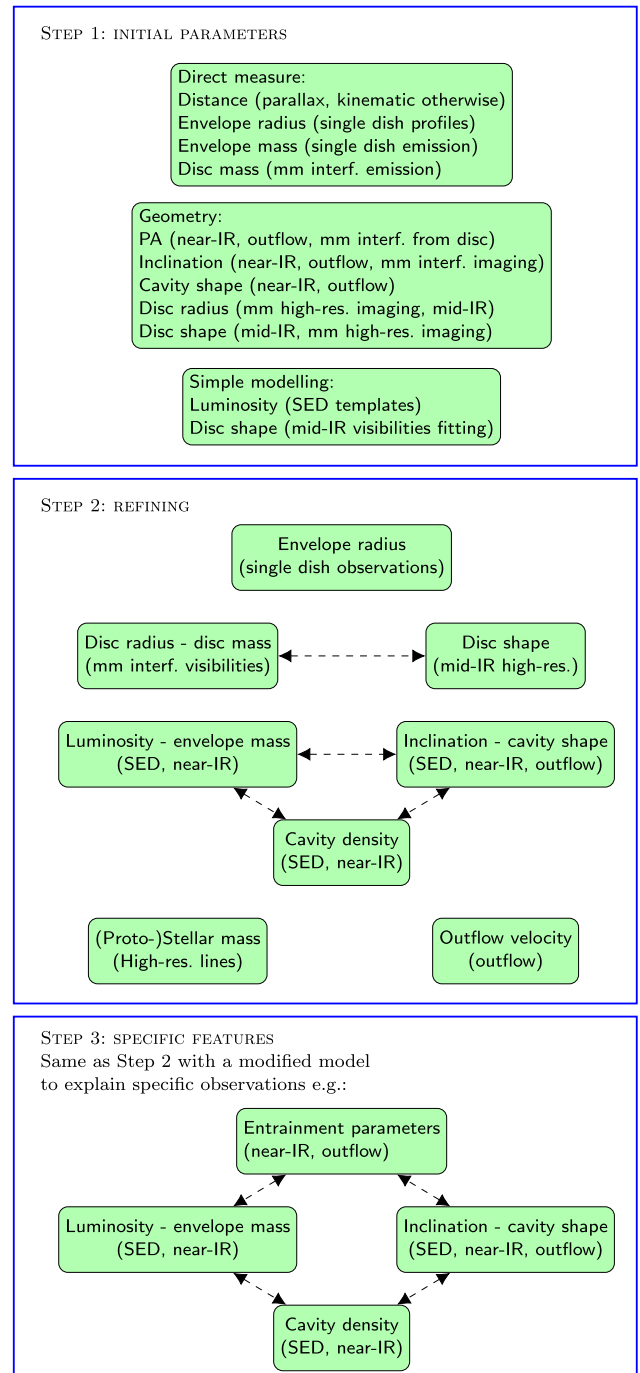 Step 1: initial parameters
Direct measure:
Distance (parallax, kinematic otherwise)
Envelope radius (single dish profiles)
Envelope mass (single dish emission)
Disc mass (mm interf. emission)
Geometry:
PA (near-IR, outflow, mm interf. from disc)
Inclination (near-IR, outflow, mm interf. imaging)
Cavity shape (near-IR, outflow)
Disc radius (mm high-res. imaging, mid-IR)
Disc shape (mid-IR, mm high-res. imaging)
Simple modelling:
Luminosity (SED templates)
Disc shape (mid-IR visibilities fitting)
Step 2: refining
Envelope radius
(single dish observations)
Disc radius - disc mass
(mm interf. visibilities)
Disc shape
(mid-IR high-res.)
Luminosity - envelope mass
(SED, near-IR)
Inclination - cavity shape
(SED, near-IR, outflow)
Cavity density
(SED, near-IR)
(Proto-)Stellar mass
(High-res. lines)
Outflow velocity
(outflow)
Step 3: specific features
Same as Step 2 with a modified model
to explain specific observations e.g.:
Entrainment parameters
(near-IR, outflow)
Luminosity - envelope mass
(SED, near-IR)
Inclination - cavity shape
(SED, near-IR, outflow)
Cavity density
(SED, near-IR)